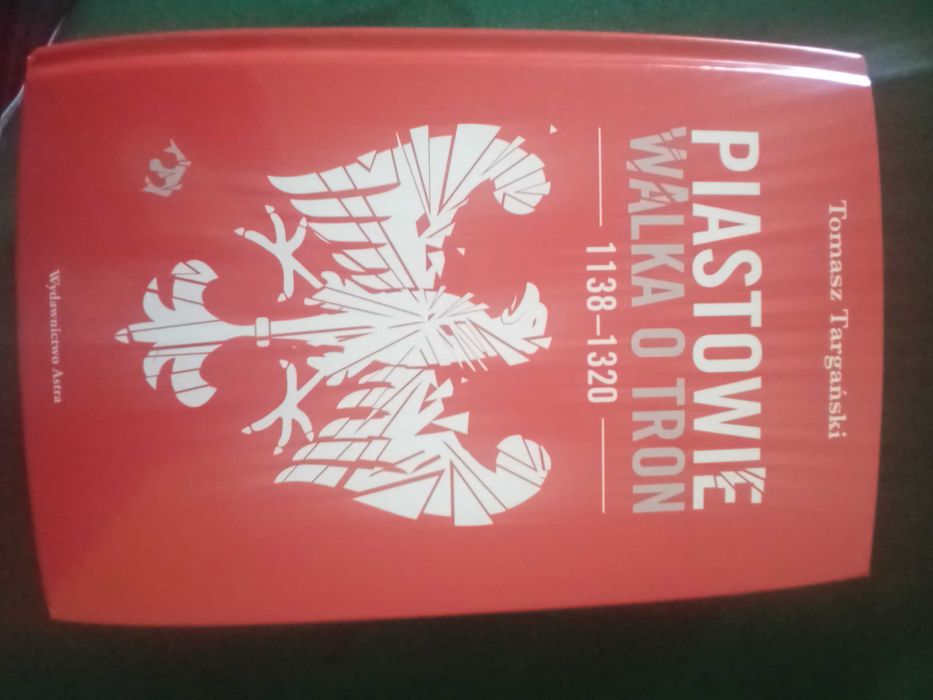 Tomasz Targański
PIASTOWIE
WALKA O TRON
1138–1320
Wydawnictwo Astra